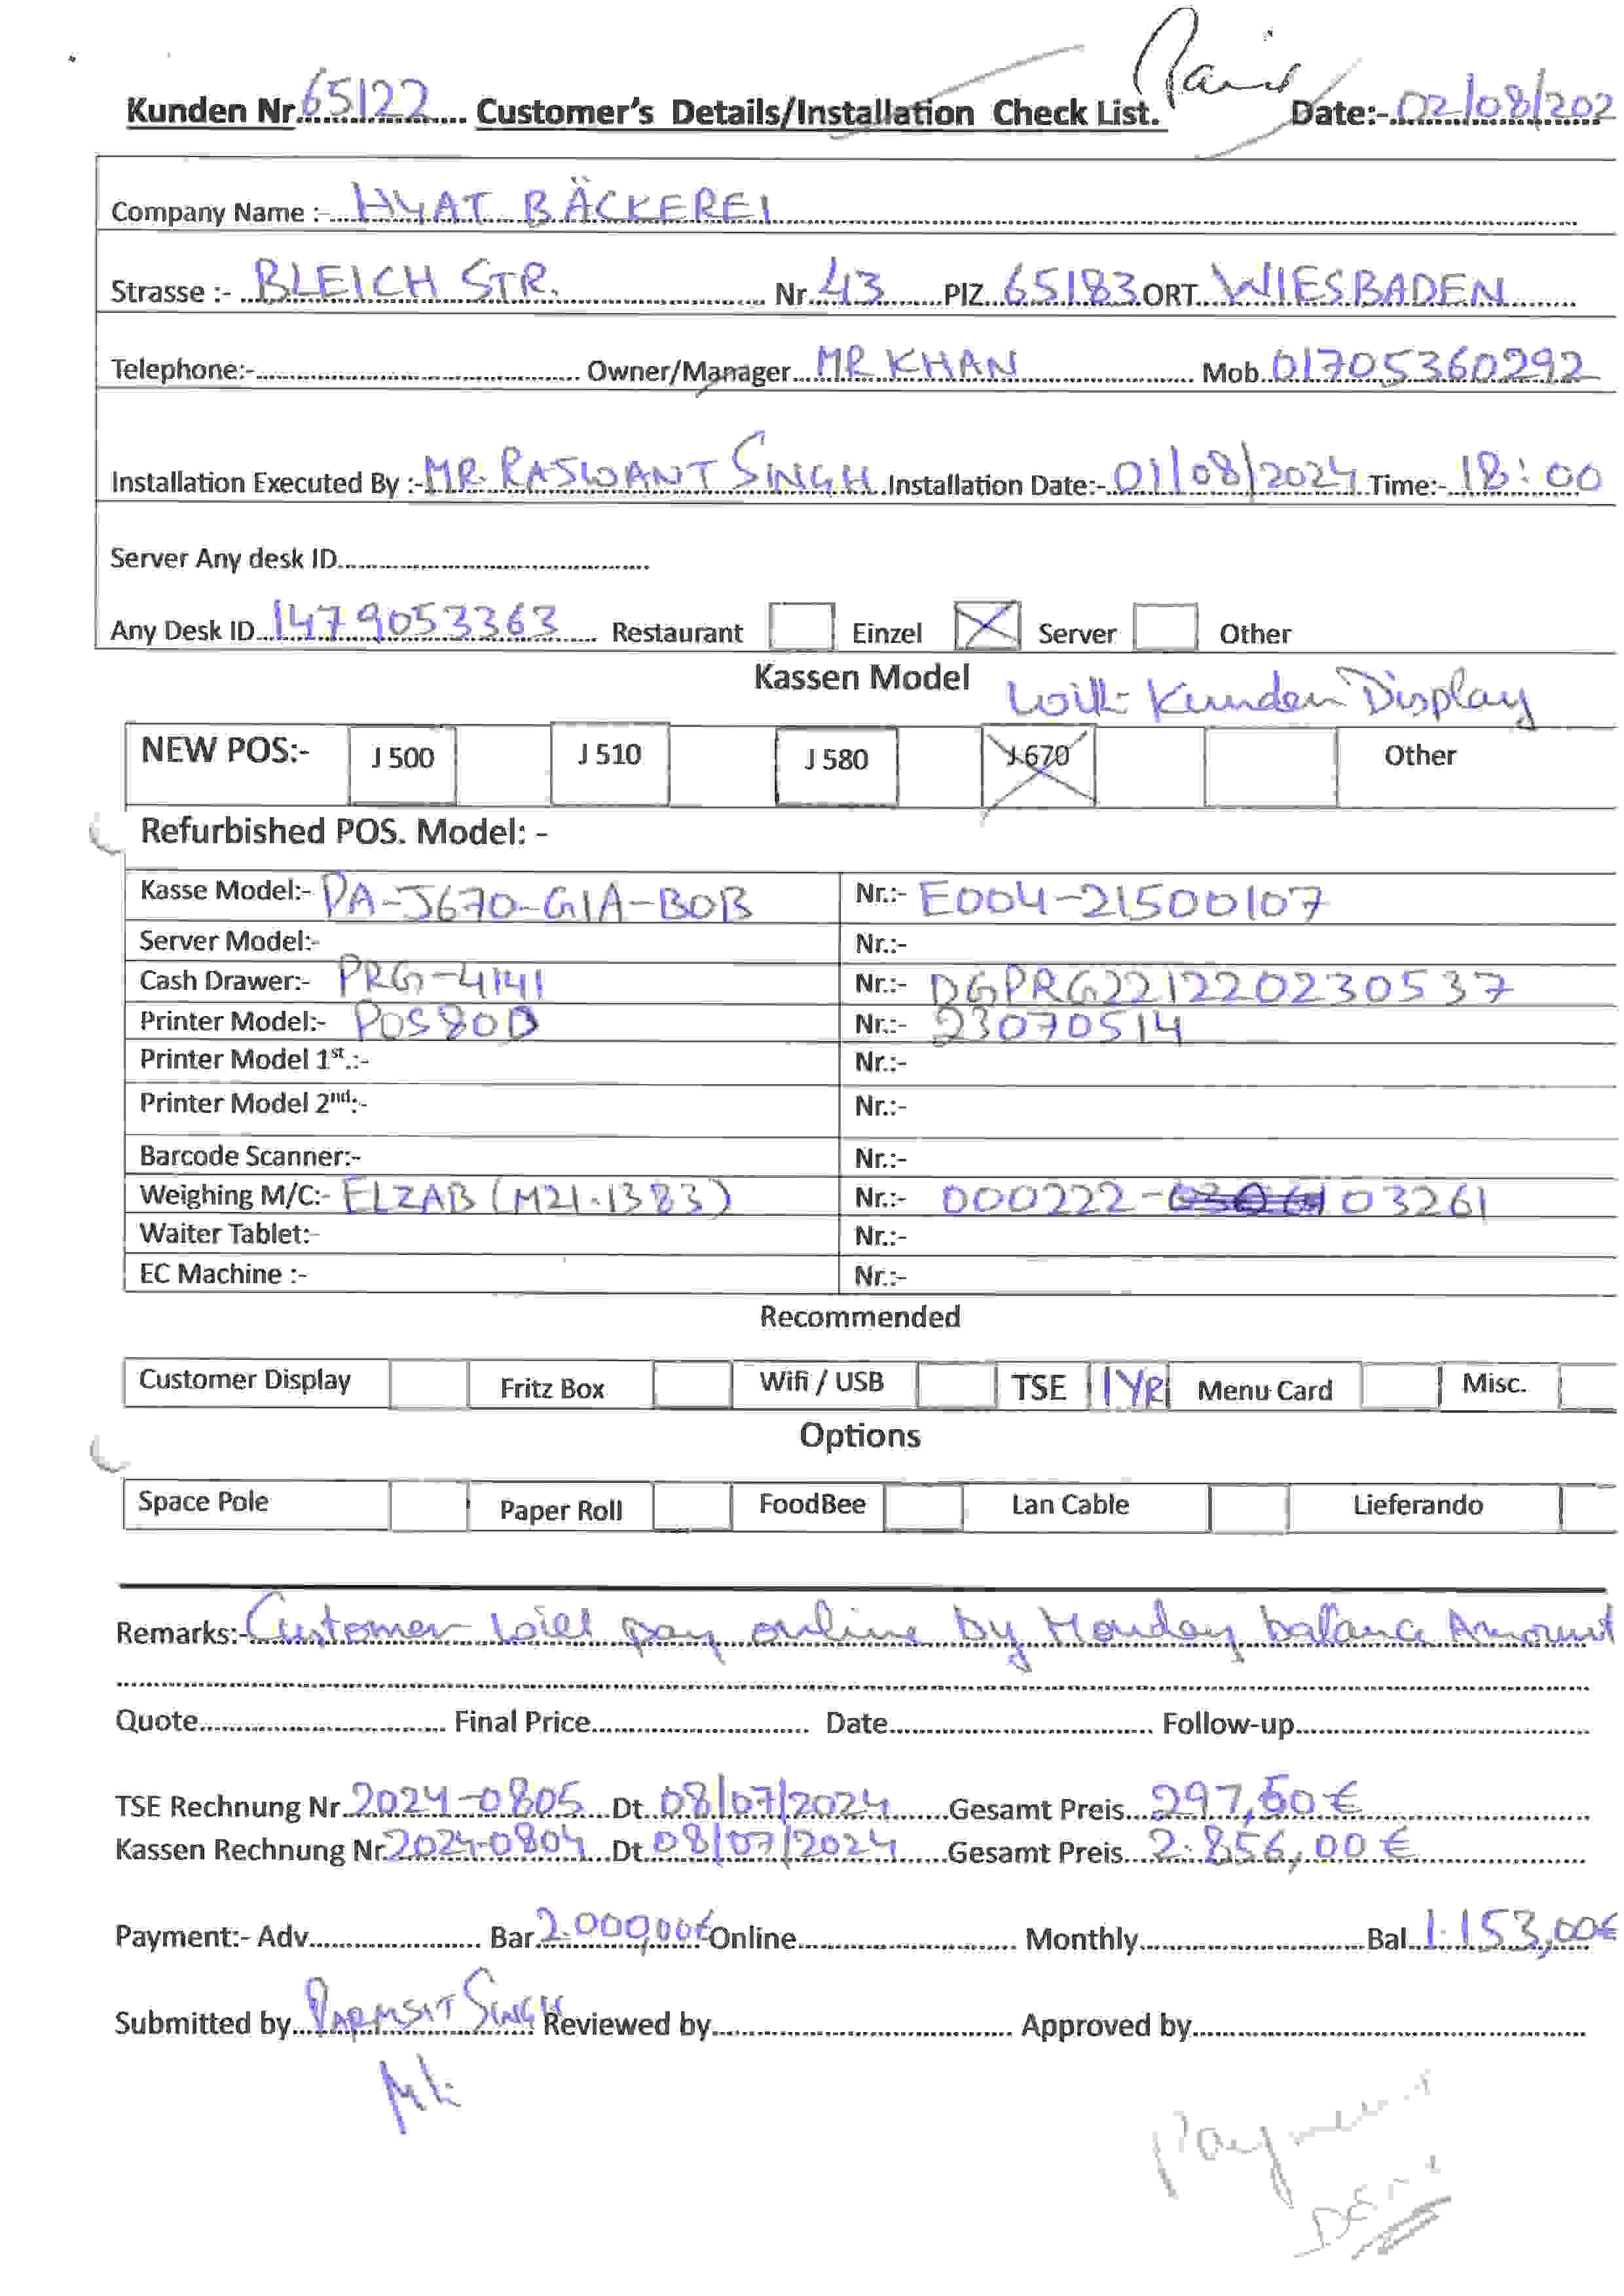 Paid
Kunden Nr. 65122 Customer's Details/Installation Check List. Date:- 02/08/202
Company Name :- HYAT BÄCKEREI
Strasse :- BLEICH STR. Nr. 43 PlZ. 65183 ORT. WIESBADEN
Telephone:- Owner/Manager MR KHAN Mob. 01705360292
Installation Executed By :- MR. RASWANT SINGH Installation Date:- 01/08/2024 Time:- 18:00
Server Any desk ID
Any Desk ID 1479053363 Restaurant Einzel Server Other
Kassen Model With Kunden Display
NEW POS:- J 500 J 510 J 580 J 670 Other
Refurbished POS. Model: -
Kasse Model:- PA-J670-G1A-BOB Nr.:- E004-21500107
Server Model:- Nr.:-
Cash Drawer:- PRG-4141 Nr.:- DGPRG221220230537
Printer Model:- POS80D Nr.:- 23070514
Printer Model 1st.:- Nr.:-
Printer Model 2nd:- Nr.:-
Barcode Scanner:- Nr.:-
Weighing M/C:- ELZAB (M21-1383) Nr.:- 000222- 03261
Waiter Tablet:- Nr.:-
EC Machine :- Nr.:-
Recommended
Customer Display Fritz Box Wifi / USB TSE 1YR Menu Card Misc.
Options
Space Pole Paper Roll FoodBee Lan Cable Lieferando
Remarks:- Customer will pay online by Monday balance Amount
Quote Final Price Date Follow-up
TSE Rechnung Nr. 2024-0805 Dt. 08/07/2024 Gesamt Preis 297,50 €
Kassen Rechnung Nr. 2024-0804 Dt. 08/07/2024 Gesamt Preis 2.856,00 €
Payment:- Adv. Bar. 2.000,00€ Online Monthly Bal. 1.153,00€
Submitted by PARMJIT SINGH Reviewed by Approved by
Payment
Done